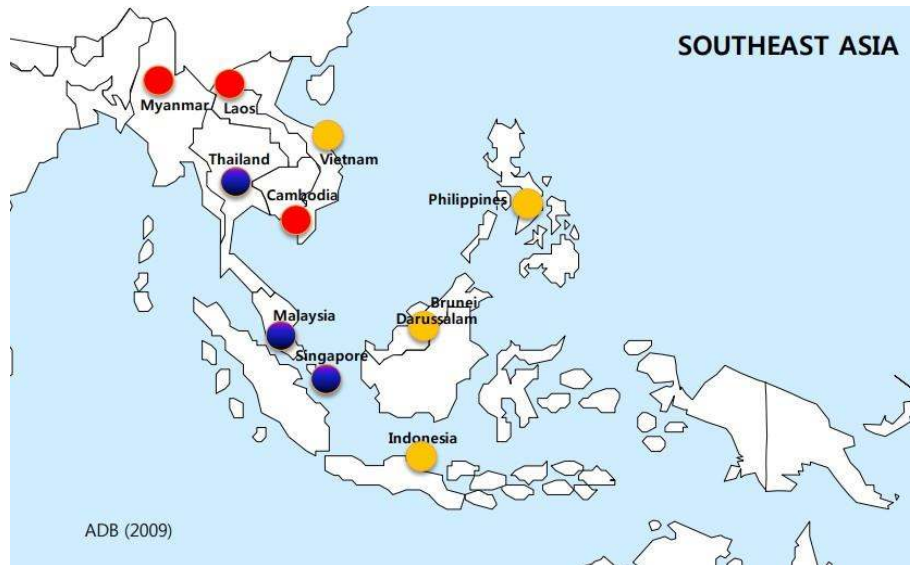 SOUTHEAST ASIA
Myanmar
Laos
Vietnam
Thailand
Cambodia
Philippines
Brunei
Darussalam
Malaysia
Singapore
Indonesia
ADB (2009)